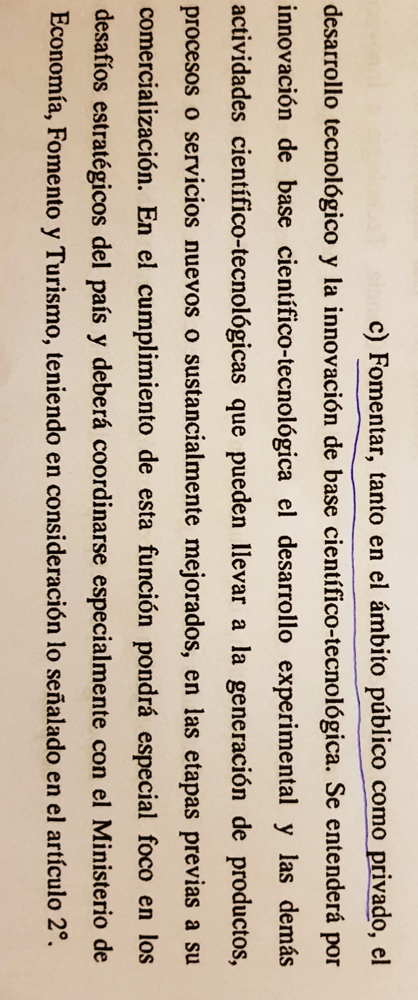 c) Fomentar, tanto en el ámbito público como privado, el
desarrollo tecnológico y la innovación de base científico-tecnológica. Se entenderá por
innovación de base científico-tecnológica el desarrollo experimental y las demás
actividades científico-tecnológicas que pueden llevar a la generación de productos,
procesos o servicios nuevos o sustancialmente mejorados, en las etapas previas a su
comercialización. En el cumplimiento de esta función pondrá especial foco en los
desafíos estratégicos del país y deberá coordinarse especialmente con el Ministerio de
Economía, Fomento y Turismo, teniendo en consideración lo señalado en el artículo 2°.